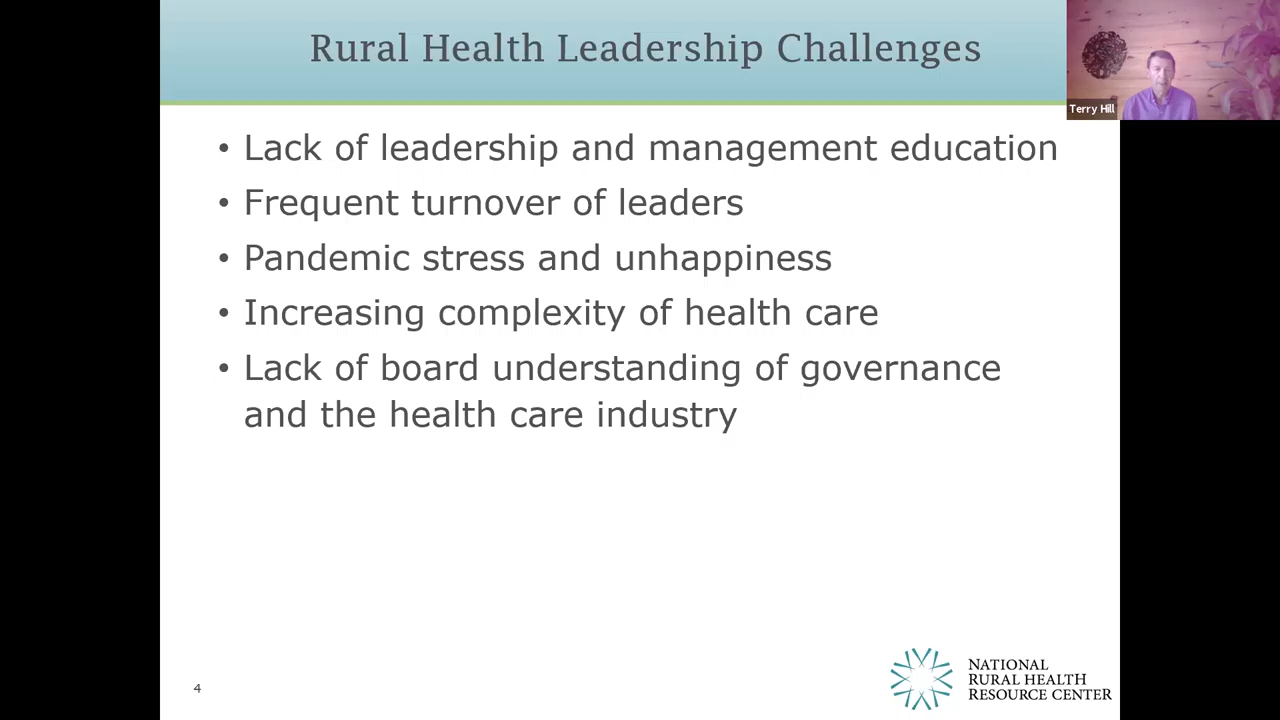 Rural Health Leadership Challenges
Terry Hill
• Lack of leadership and management education
• Frequent turnover of leaders
• Pandemic stress and unhappiness
• Increasing complexity of health care
• Lack of board understanding of governance
and the health care industry
4
NATIONAL
RURAL HEALTH
RESOURCE CENTER